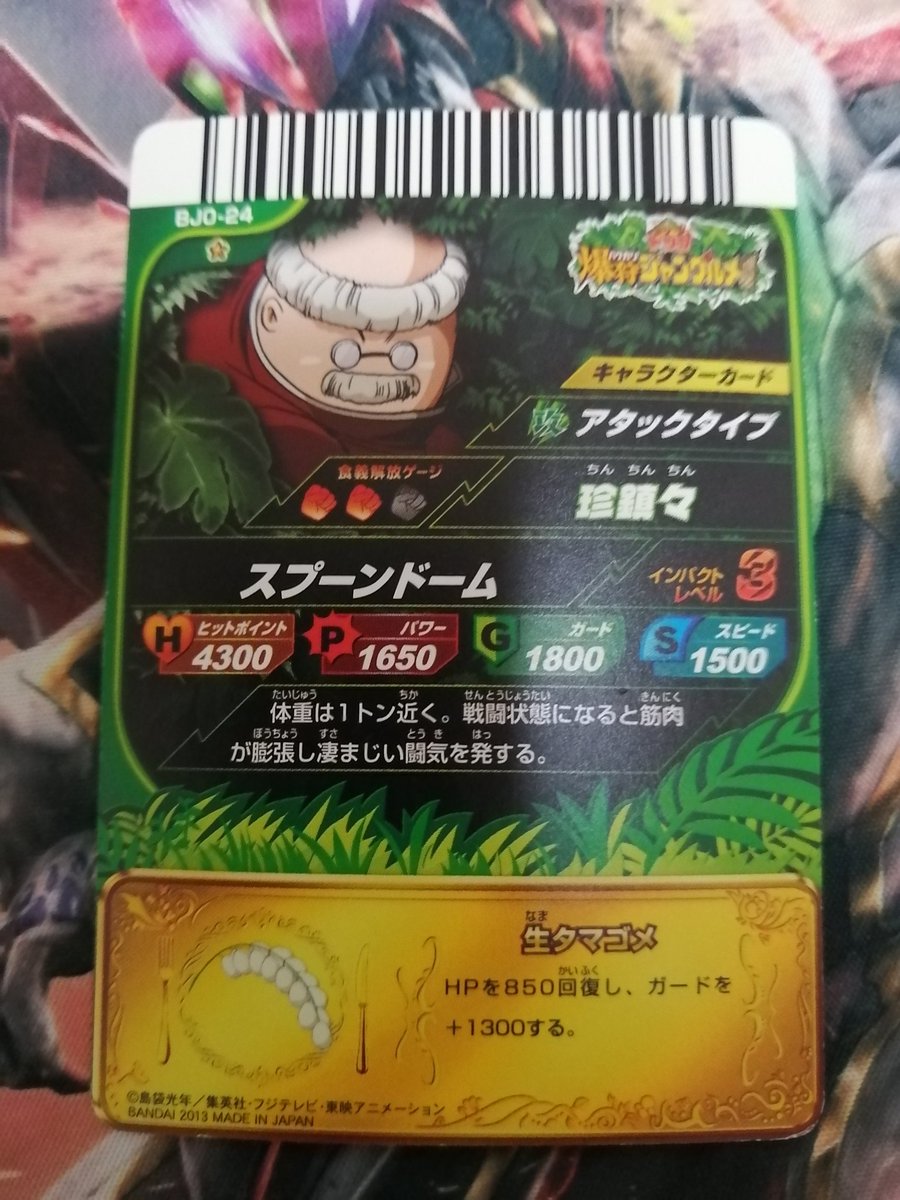 BJ0-24
爆狩ジャングルメ
キャラクターカード
攻 アタックタイプ
食義解放ゲージ
ちん ちん ちん
珍鎮々
スプーンドーム
インパクト
レベル 3
H ヒットポイント 4300
P パワー 1650
G ガード 1800
S スピード 1500
たいじゅう ちか せんとうじょうたい きんにく
体重は1トン近く。戦闘状態になると筋肉
ぼうちょう すさ とう き はっ
が膨張し凄まじい闘気を発する。
なま
生タマゴメ
かいふく
HPを850回復し、ガードを
+1300する。
©島袋光年／集英社・フジテレビ・東映アニメーション
BANDAI 2013 MADE IN JAPAN